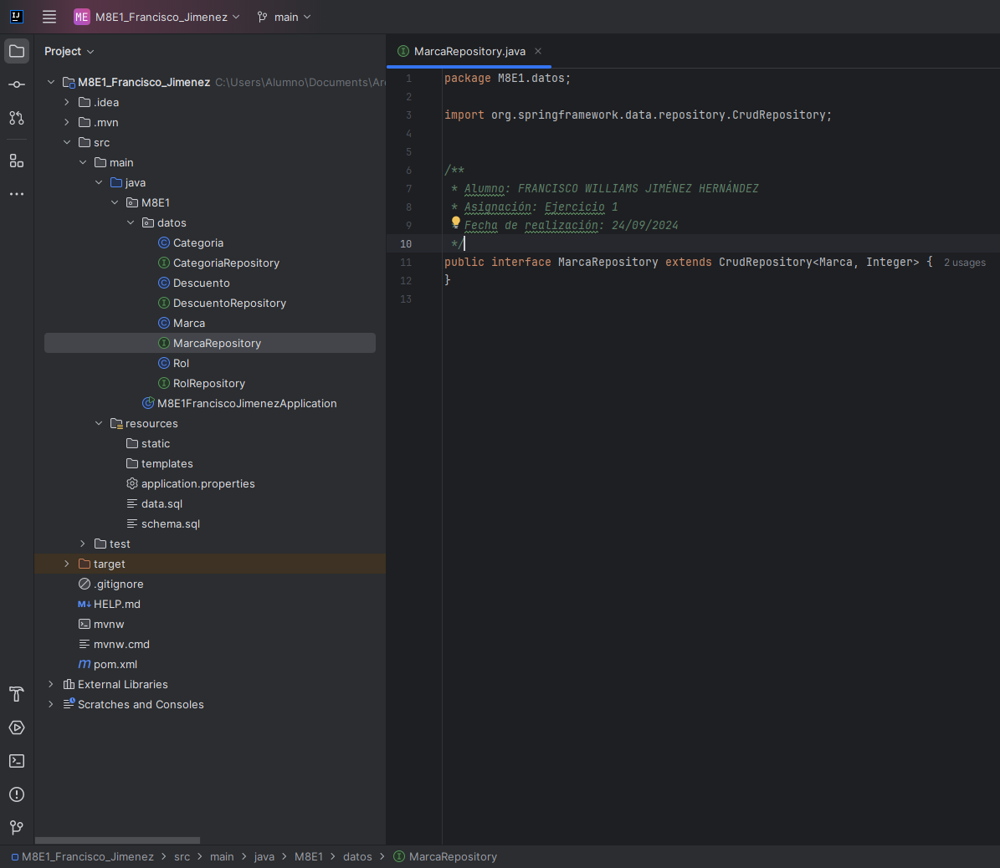 ME M8E1_Francisco_Jimenez main
Project
MarcaRepository.java
M8E1_Francisco_Jimenez C:\Users\Alumno\Documents\Ar
.idea
.mvn
src
main
java
M8E1
datos
Categoria
CategoriaRepository
Descuento
DescuentoRepository
Marca
MarcaRepository
Rol
RolRepository
M8E1FranciscoJimenezApplication
resources
static
templates
application.properties
data.sql
schema.sql
test
target
.gitignore
HELP.md
mvnw
mvnw.cmd
pom.xml
External Libraries
Scratches and Consoles
1 package M8E1.datos;
2
3 import org.springframework.data.repository.CrudRepository;
4
5
6 /**
7 * Alumno: FRANCISCO WILLIAMS JIMÉNEZ HERNÁNDEZ
8 * Asignación: Ejercicio 1
9 Fecha de realización: 24/09/2024
10 */
11 public interface MarcaRepository extends CrudRepository<Marca, Integer> { 2 usages
12 }
13
M8E1_Francisco_Jimenez > src > main > java > M8E1 > datos > MarcaRepository